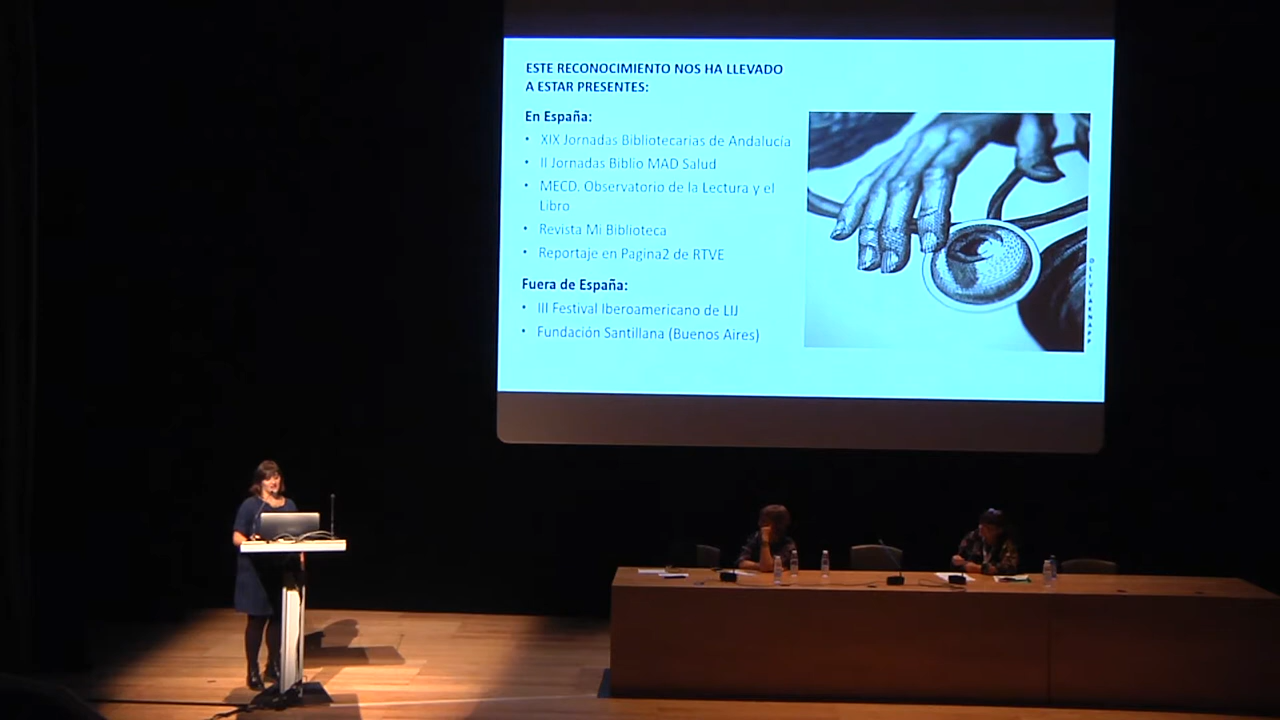 ESTE RECONOCIMIENTO NOS HA LLEVADO
A ESTAR PRESENTES:
En España:
• XIX Jornadas Bibliotecarias de Andalucía
• II Jornadas Biblio MAD Salud
• MECD. Observatorio de la Lectura y el
Libro
• Revista Mi Biblioteca
• Reportaje en Pagina2 de RTVE
Fuera de España:
• III Festival Iberoamericano de LIJ
• Fundación Santillana (Buenos Aires)